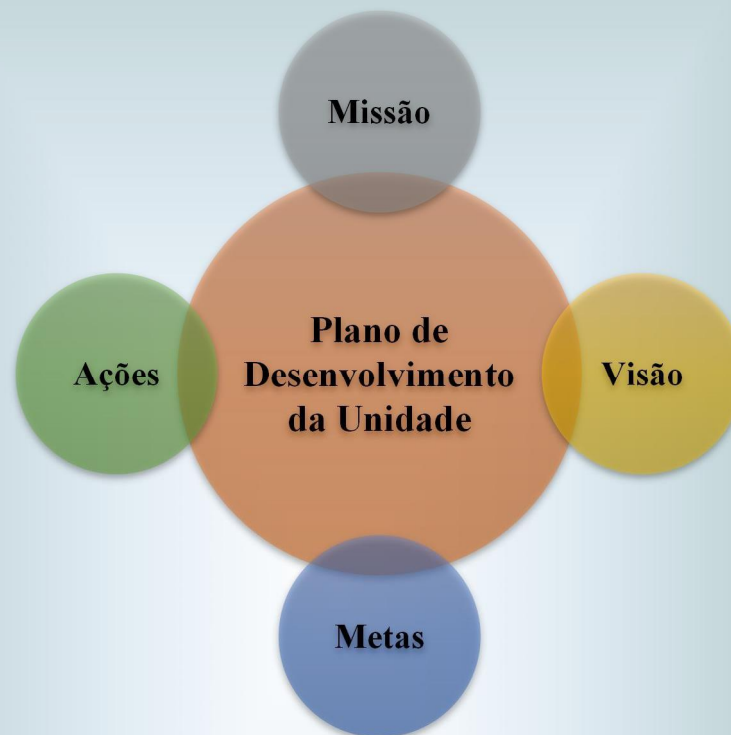 Missão
Plano de
Desenvolvimento
da Unidade
Ações
Visão
Metas